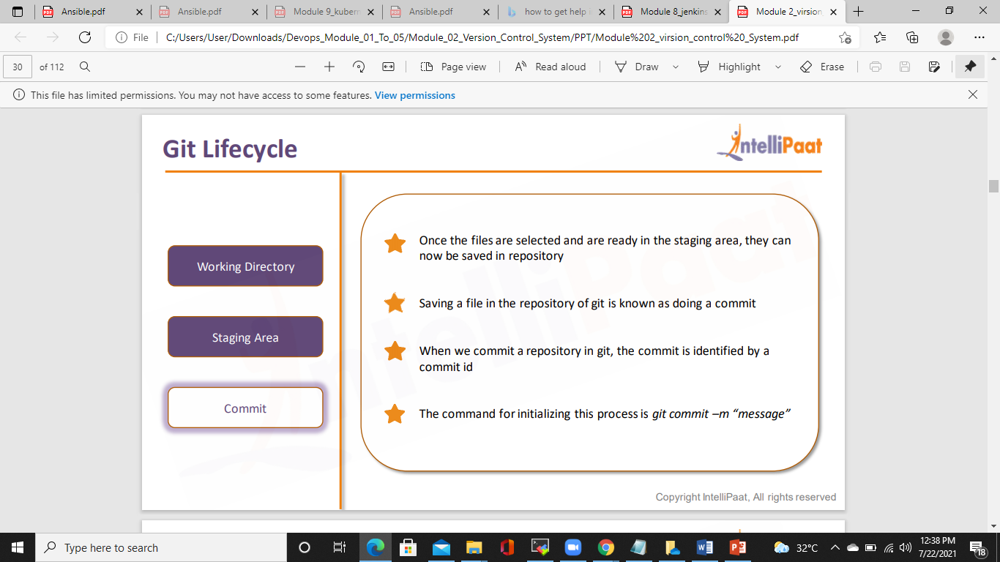 Ansible.pdf
Ansible.pdf
Module 9_kubern
Ansible.pdf
how to get help i
Module 8_jenkins
Module 2_virsion_
File
C:/Users/User/Downloads/Devops_Module_01_To_05/Module_02_Version_Control_System/PPT/Module%202_virsion_control%20_System.pdf
30 of 112
Page view
Read aloud
Draw
Highlight
Erase
This file has limited permissions. You may not have access to some features. View permissions
Git Lifecycle
IntelliPaat
Working Directory
Staging Area
Commit
Once the files are selected and are ready in the staging area, they can
now be saved in repository
Saving a file in the repository of git is known as doing a commit
When we commit a repository in git, the commit is identified by a
commit id
The command for initializing this process is git commit –m “message”
Copyright IntelliPaat, All rights reserved
Type here to search
32°C
12:38 PM
7/22/2021
18